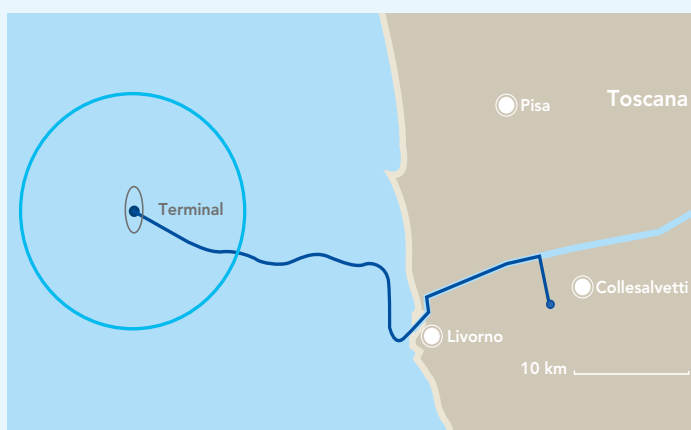 Toscana
Pisa
Terminal
Collesalvetti
Livorno
10 km